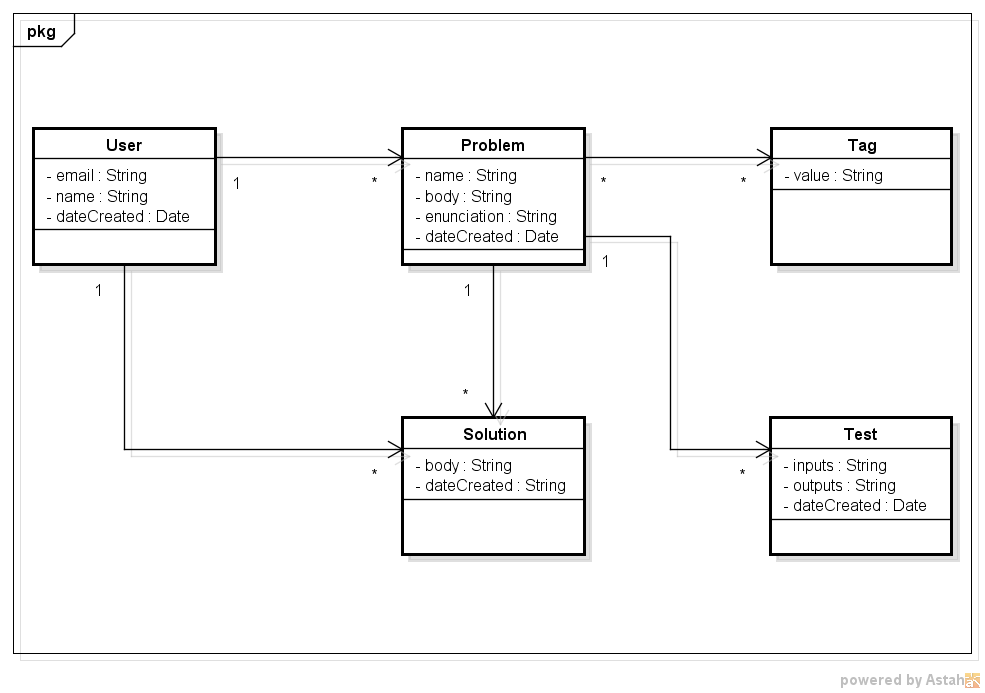 pkg
User
- email : String
- name : String
- dateCreated : Date
1
*
Problem
- name : String
- body : String
- enunciation : String
- dateCreated : Date
*
*
Tag
- value : String
1
1
1
*
*
Solution
- body : String
- dateCreated : String
*
Test
- inputs : String
- outputs : String
- dateCreated : Date
powered by Astah